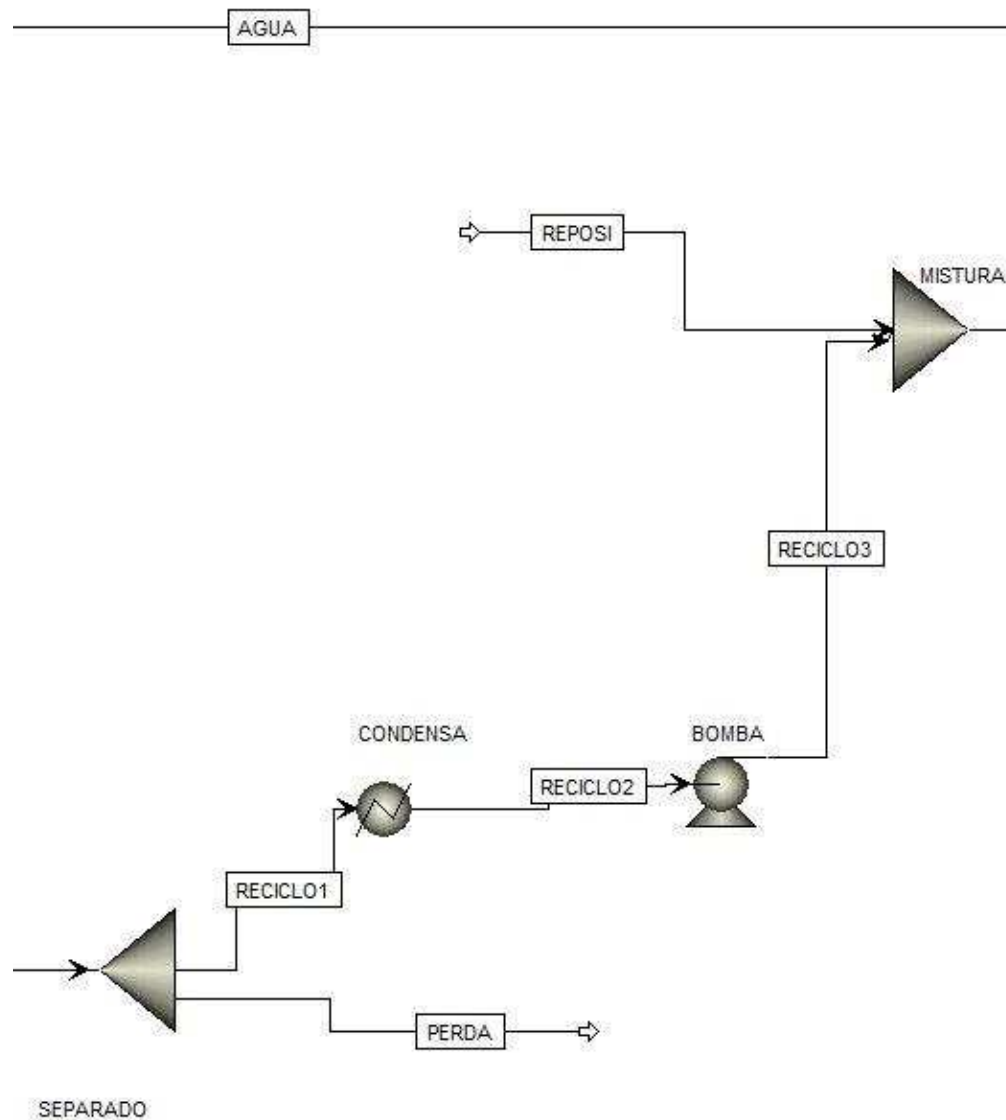 AGUA
REPOSI
MISTURA
RECICLO3
CONDENSA
BOMBA
RECICLO2
RECICLO1
PERDA
SEPARADO